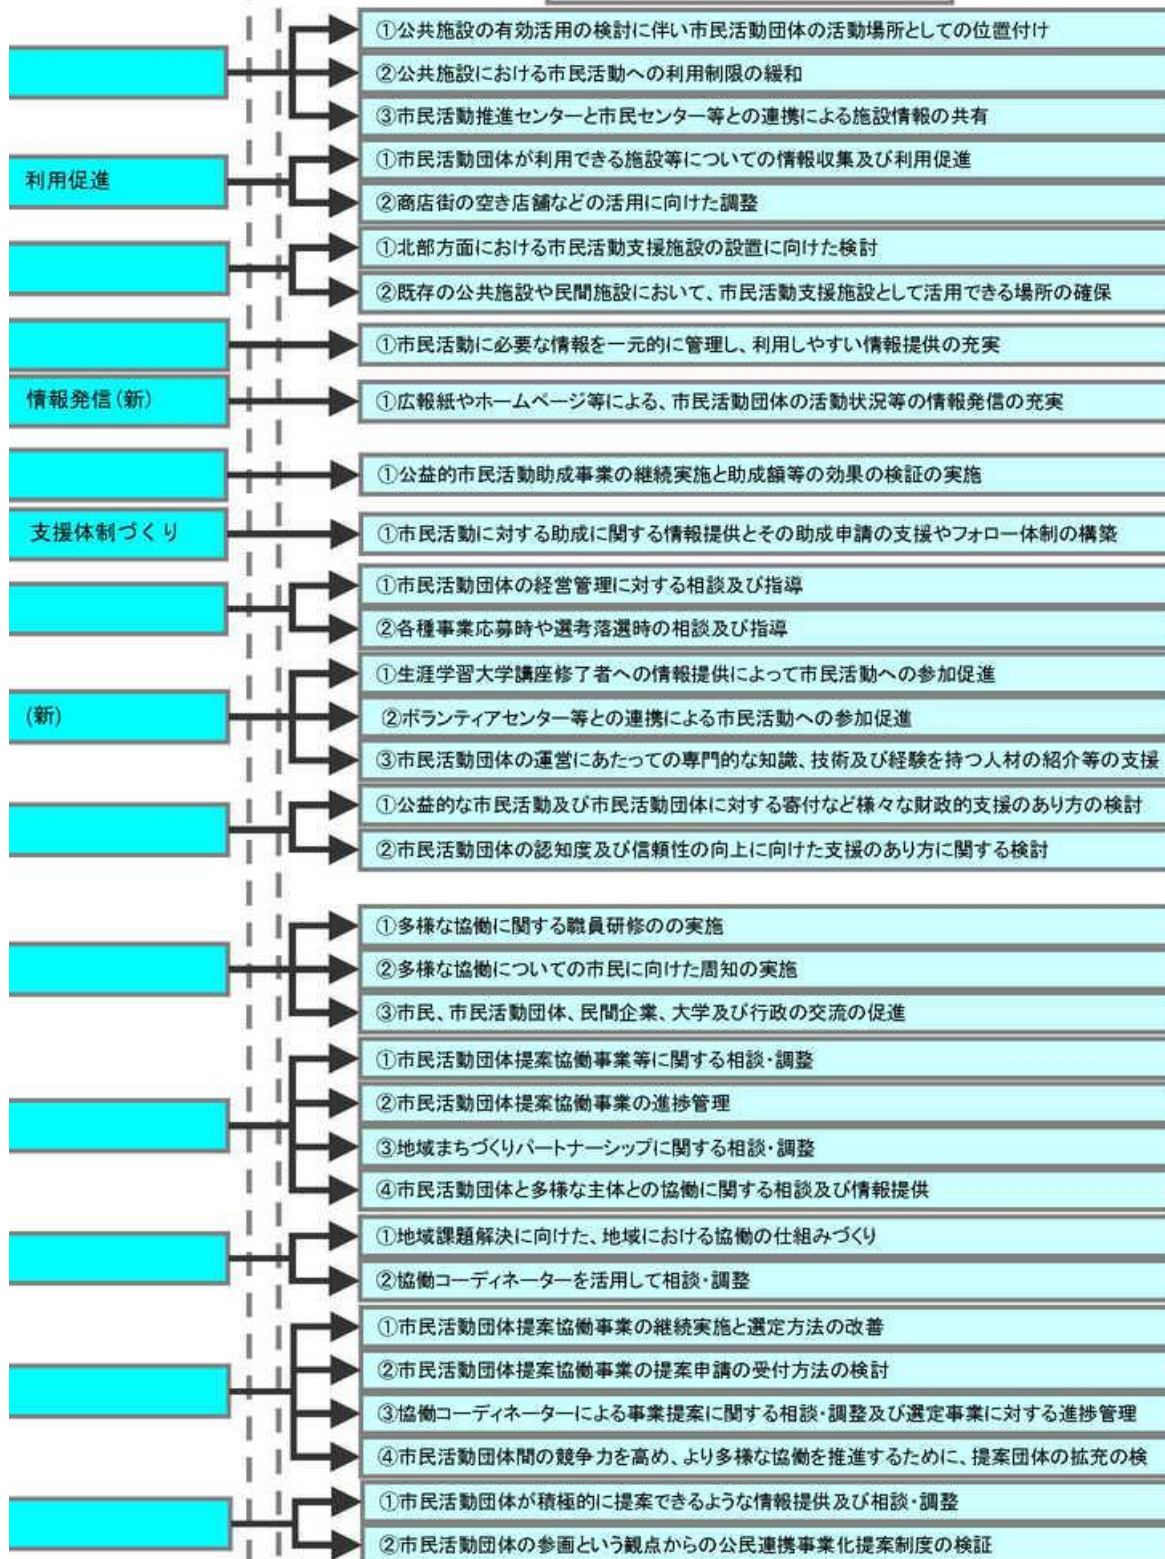 ①公共施設の有効活用の検討に伴い市民活動団体の活動場所としての位置付け
②公共施設における市民活動への利用制限の緩和
③市民活動推進センターと市民センター等との連携による施設情報の共有
利用促進
①市民活動団体が利用できる施設等についての情報収集及び利用促進
②商店街の空き店舗などの活用に向けた調整
①北部方面における市民活動支援施設の設置に向けた検討
②既存の公共施設や民間施設において、市民活動支援施設として活用できる場所の確保
①市民活動に必要な情報を一元的に管理し、利用しやすい情報提供の充実
情報発信(新)
①広報紙やホームページ等による、市民活動団体の活動状況等の情報発信の充実
①公益的市民活動助成事業の継続実施と助成額等の効果の検証の実施
支援体制づくり
①市民活動に対する助成に関する情報提供とその助成申請の支援やフォロー体制の構築
①市民活動団体の経営管理に対する相談及び指導
②各種事業応募時や選考落選時の相談及び指導
(新)
①生涯学習大学講座修了者への情報提供によって市民活動への参加促進
②ボランティアセンター等との連携による市民活動への参加促進
③市民活動団体の運営にあたっての専門的な知識、技術及び経験を持つ人材の紹介等の支援
①公益的な市民活動及び市民活動団体に対する寄付など様々な財政的支援のあり方の検討
②市民活動団体の認知度及び信頼性の向上に向けた支援のあり方に関する検討
①多様な協働に関する職員研修のの実施
②多様な協働についての市民に向けた周知の実施
③市民、市民活動団体、民間企業、大学及び行政の交流の促進
①市民活動団体提案協働事業等に関する相談・調整
②市民活動団体提案協働事業の進捗管理
③地域まちづくりパートナーシップに関する相談・調整
④市民活動団体と多様な主体との協働に関する相談及び情報提供
①地域課題解決に向けた、地域における協働の仕組みづくり
②協働コーディネーターを活用して相談・調整
①市民活動団体提案協働事業の継続実施と選定方法の改善
②市民活動団体提案協働事業の提案申請の受付方法の検討
③協働コーディネーターによる事業提案に関する相談・調整及び選定事業に対する進捗管理
④市民活動団体間の競争力を高め、より多様な協働を推進するために、提案団体の拡充の検
①市民活動団体が積極的に提案できるような情報提供及び相談・調整
②市民活動団体の参画という観点からの公民連携事業化提案制度の検証